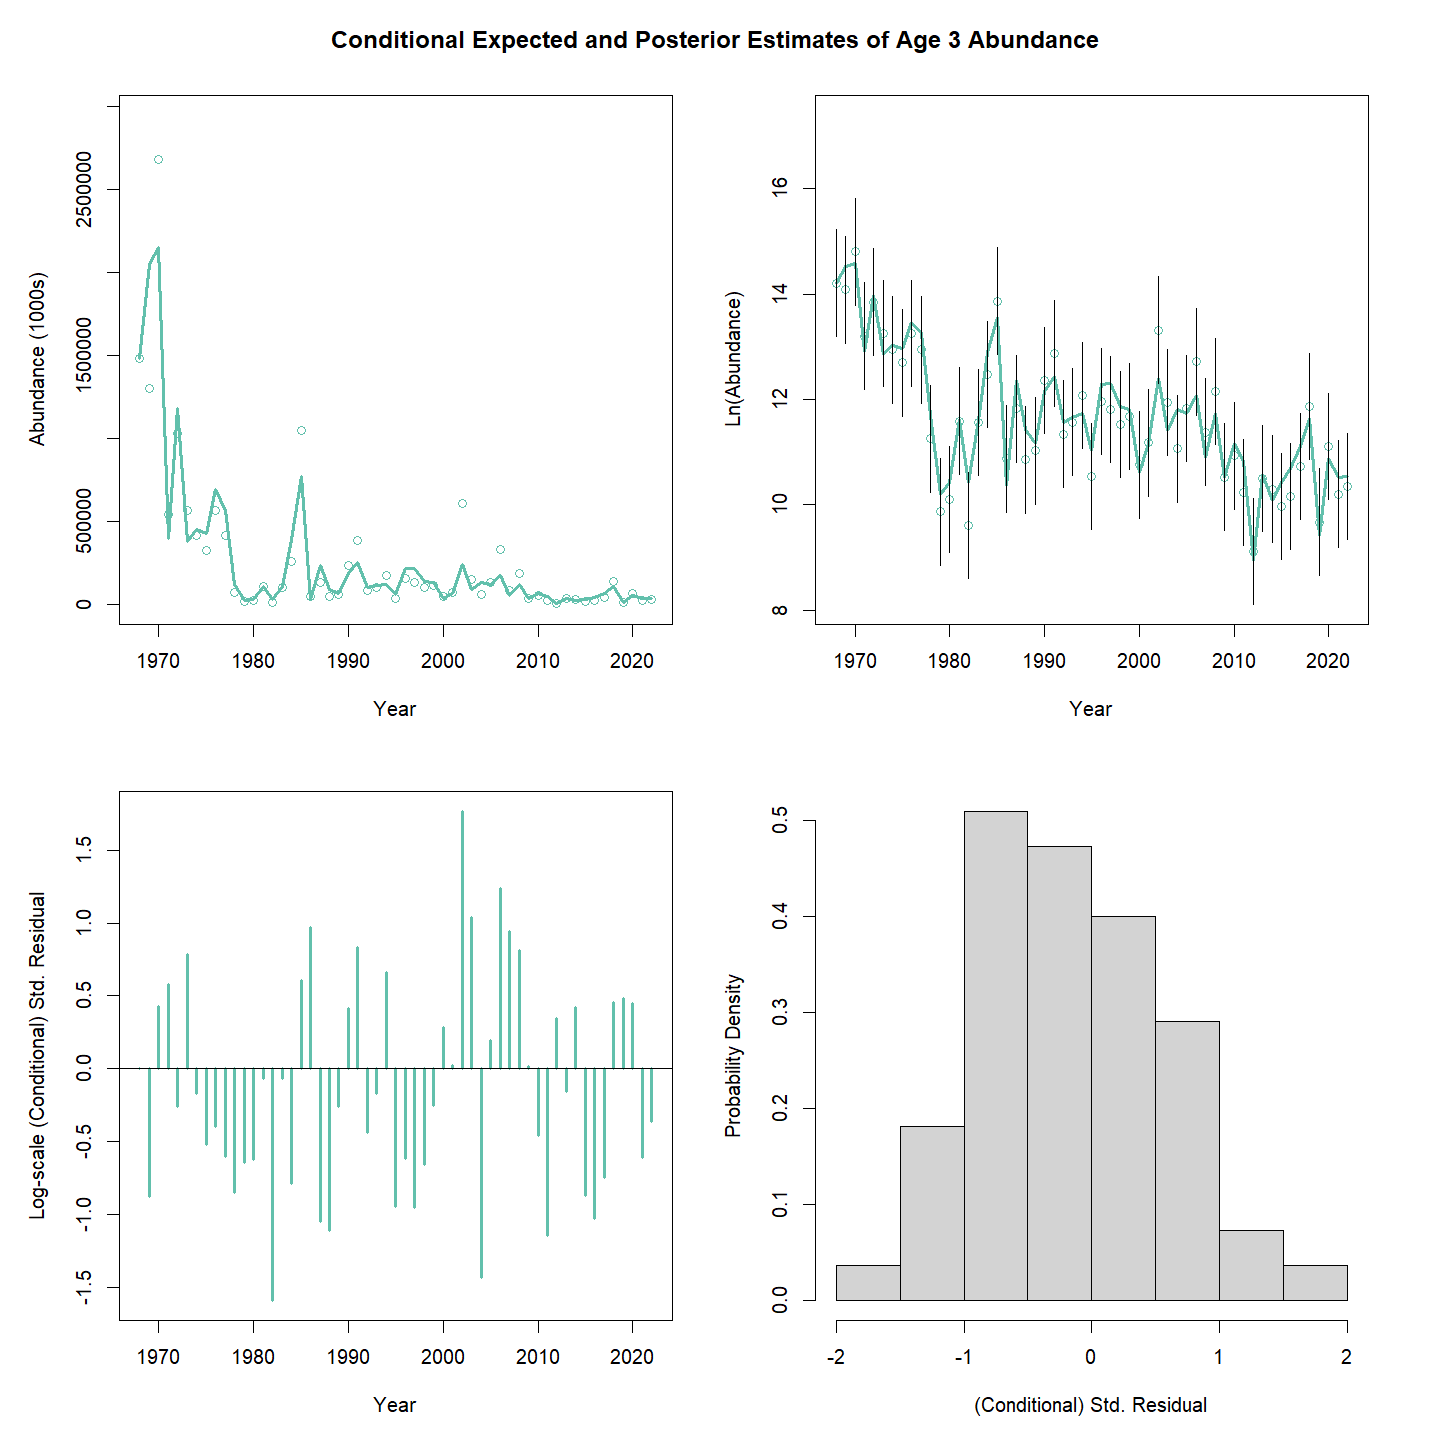 Conditional Expected and Posterior Estimates of Age 3 Abundance
Abundance (1000s)
0 500000 1500000 2500000
1970 1980 1990 2000 2010 2020
Year
Ln(Abundance)
8 10 12 14 16
1970 1980 1990 2000 2010 2020
Year
Log-scale (Conditional) Std. Residual
-1.5 -1.0 -0.5 0.0 0.5 1.0 1.5
1970 1980 1990 2000 2010 2020
Year
Probability Density
0.0 0.1 0.2 0.3 0.4 0.5
-2 -1 0 1 2
(Conditional) Std. Residual